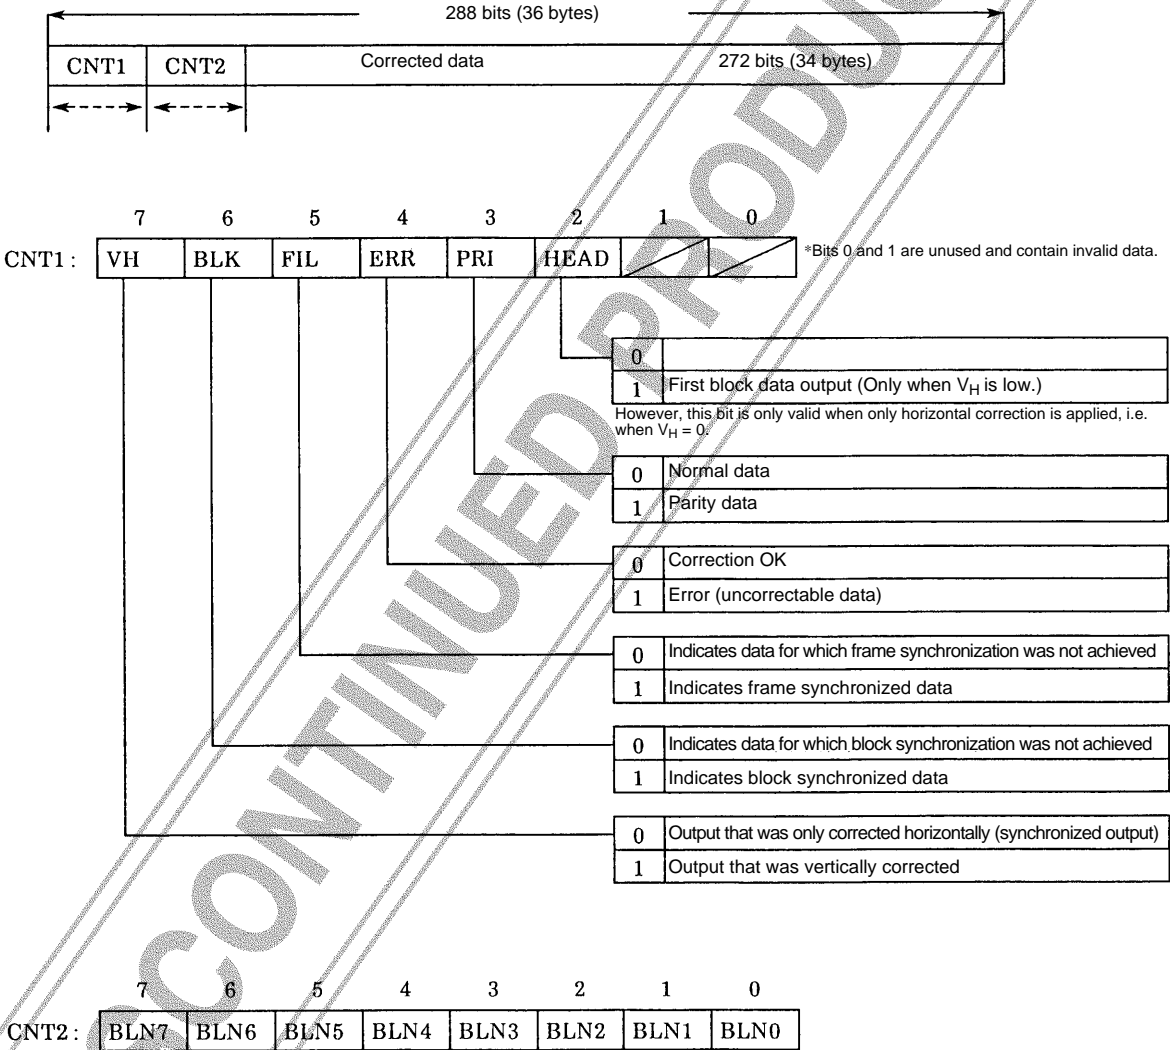 288 bits (36 bytes)
CNT1 CNT2 Corrected data 272 bits (34 bytes)
7 6 5 4 3 2 1 0
CNT1 : VH BLK FIL ERR PRI HEAD *Bits 0 and 1 are unused and contain invalid data.
0
1 First block data output (Only when VH is low.)
However, this bit is only valid when only horizontal correction is applied, i.e.
when VH = 0.
0 Normal data
1 Parity data
0 Correction OK
1 Error (uncorrectable data)
0 Indicates data for which frame synchronization was not achieved
1 Indicates frame synchronized data
0 Indicates data for which block synchronization was not achieved
1 Indicates block synchronized data
0 Output that was only corrected horizontally (synchronized output)
1 Output that was vertically corrected
7 6 5 4 3 2 1 0
CNT2 : BLN7 BLN6 BLN5 BLN4 BLN3 BLN2 BLN1 BLN0
SCONTINUED PRODUC